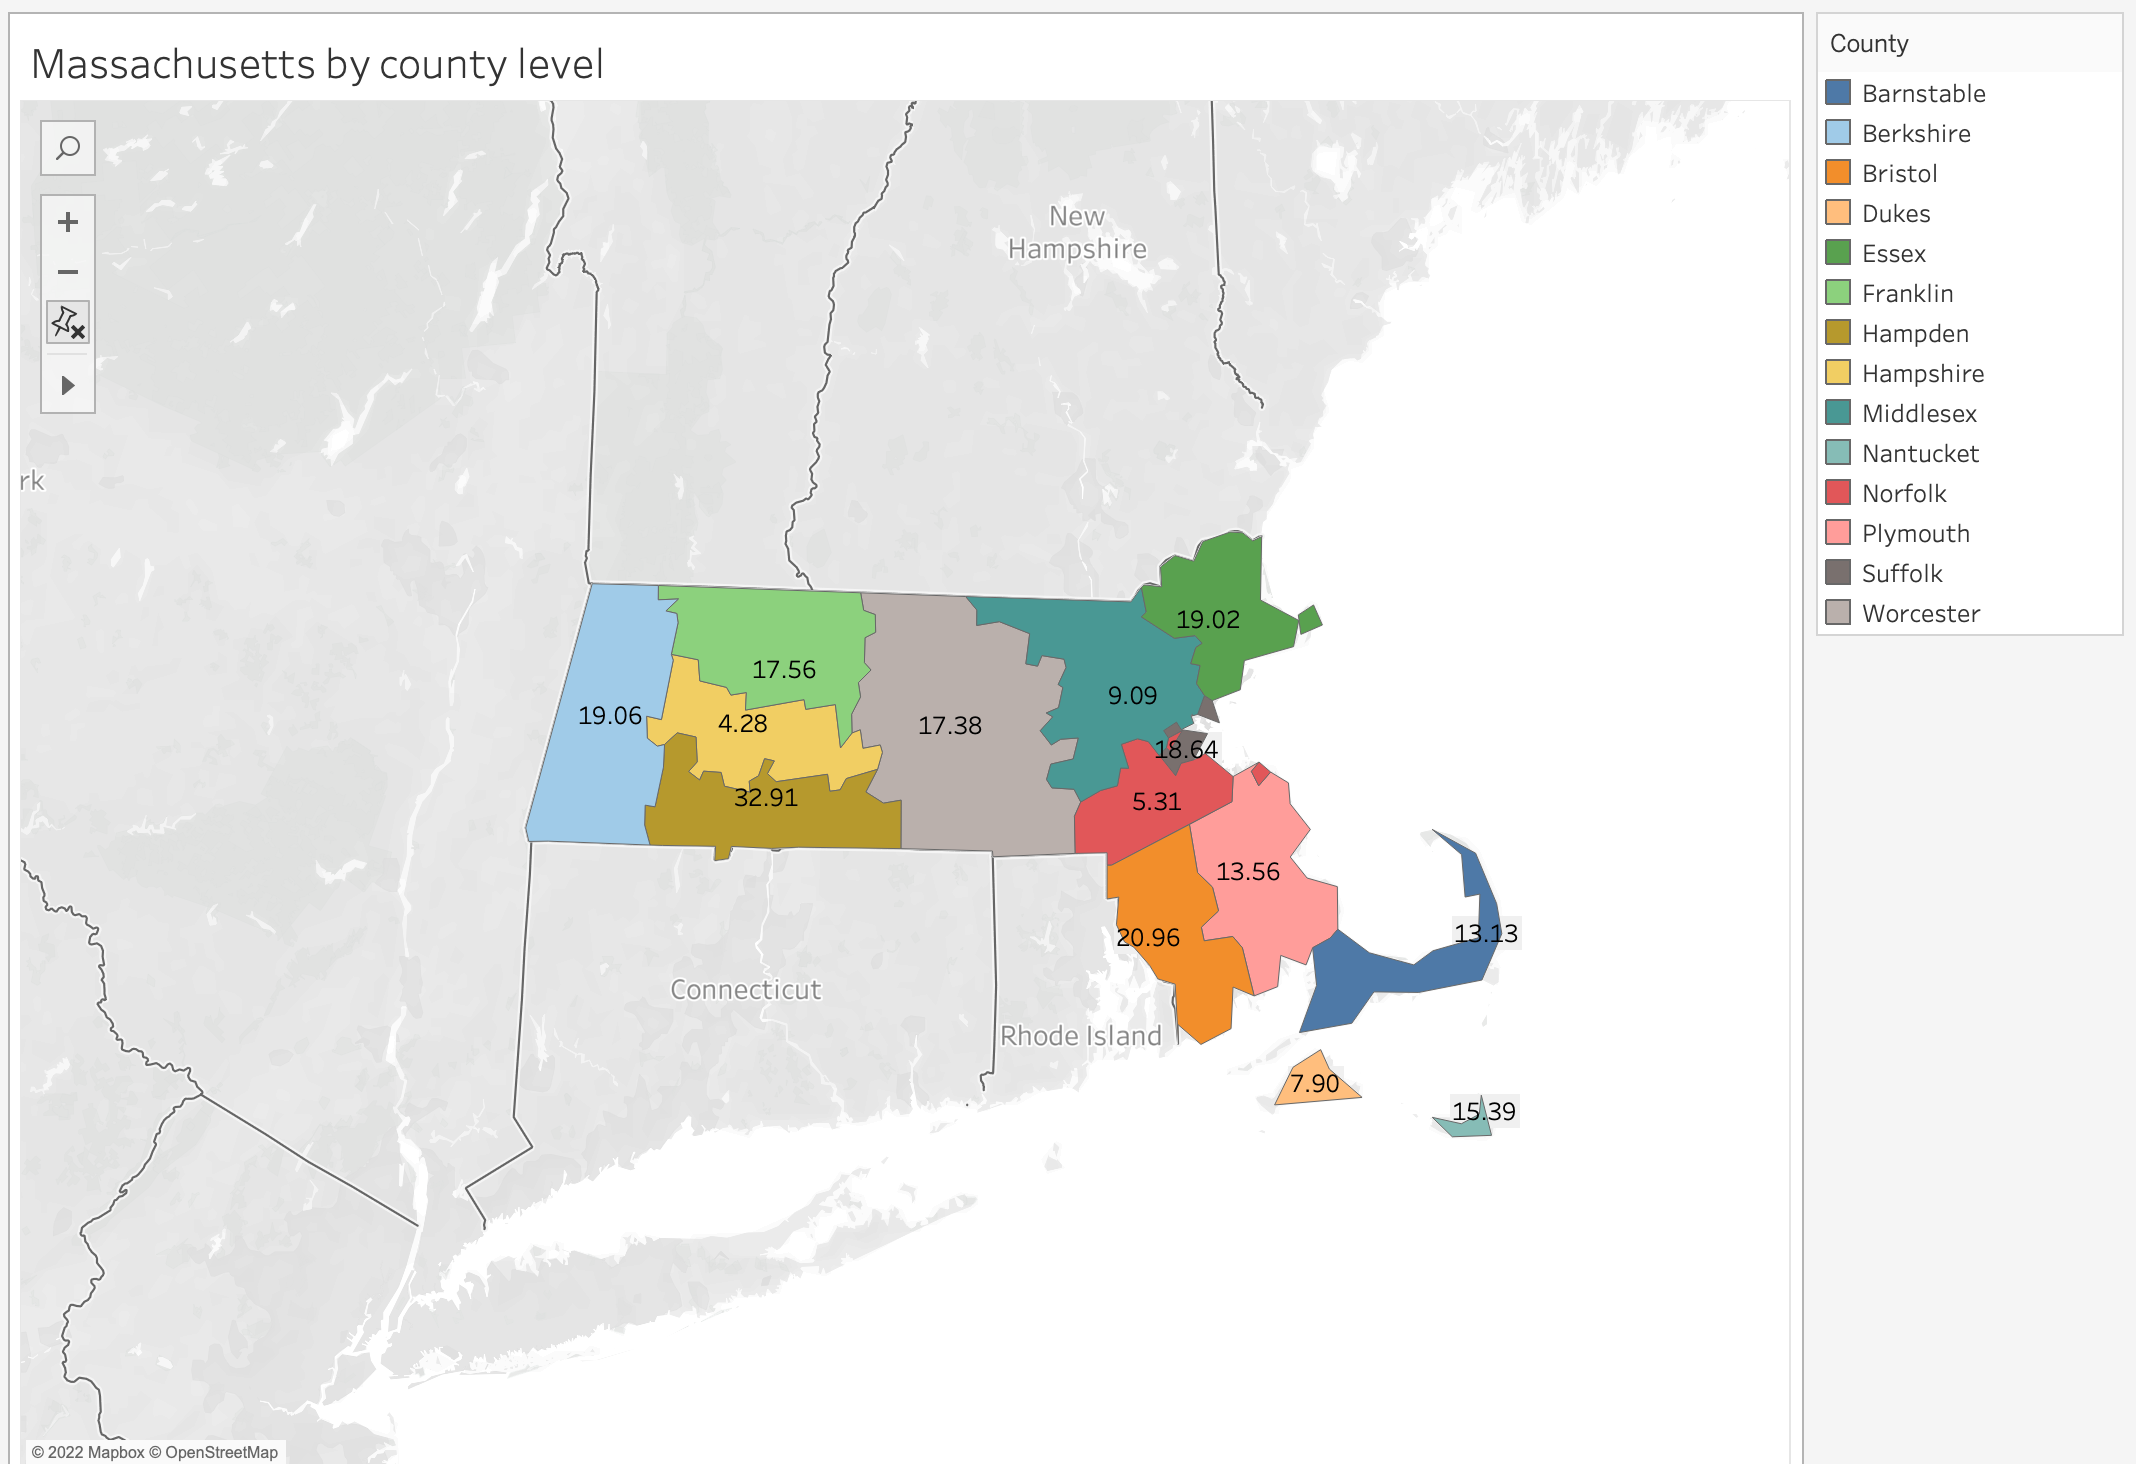 Massachusetts by county level
New
Hampshire
rk
19.02
17.56
9.09
19.06
4.28
17.38
18.64
32.91
5.31
13.56
20.96
13.13
Connecticut
Rhode Island
7.90
15.39
© 2022 Mapbox © OpenStreetMap
County
Barnstable
Berkshire
Bristol
Dukes
Essex
Franklin
Hampden
Hampshire
Middlesex
Nantucket
Norfolk
Plymouth
Suffolk
Worcester